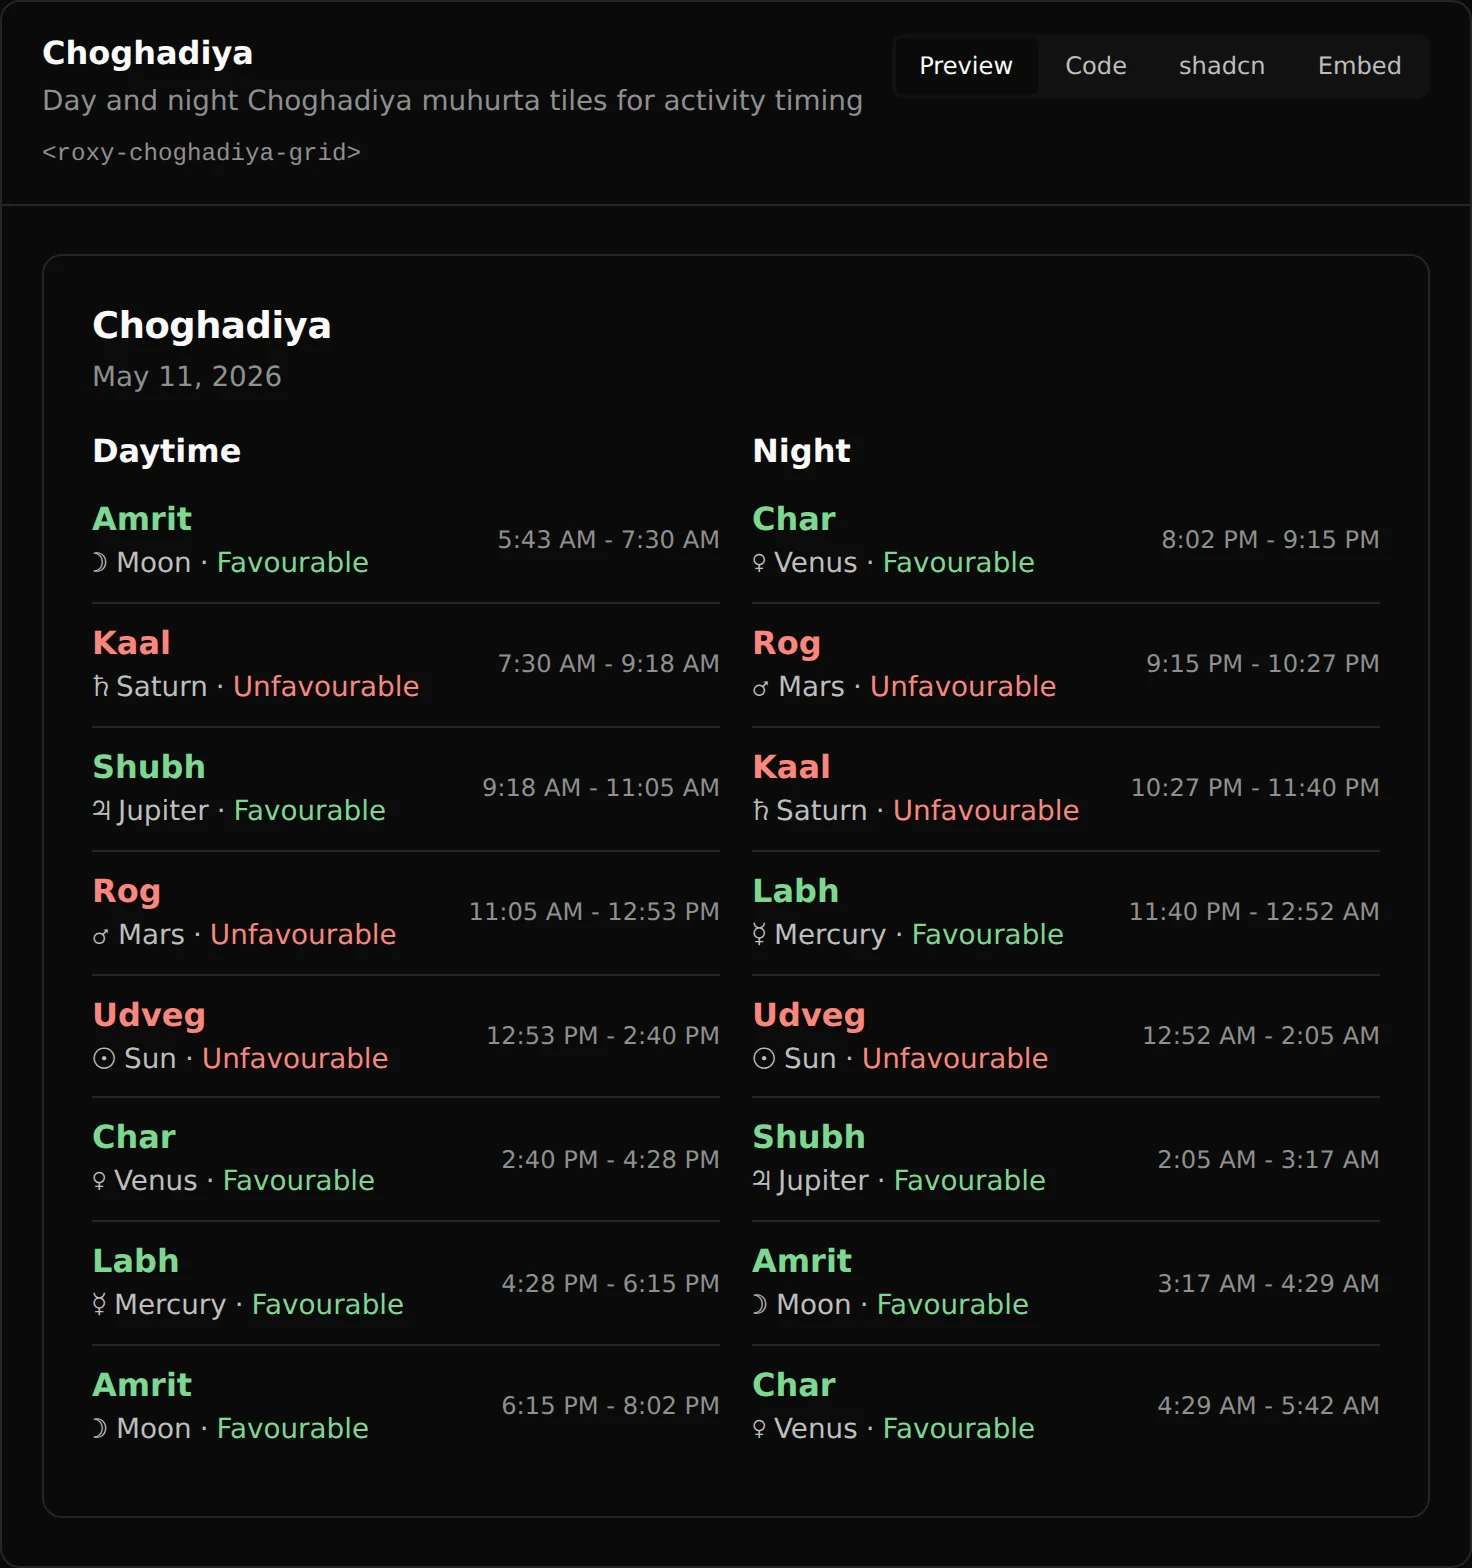 Choghadiya
Day and night Choghadiya muhurta tiles for activity timing
<roxy-choghadiya-grid>
Preview Code shadcn Embed
Choghadiya
May 11, 2026
Daytime
Amrit
☽ Moon · Favourable
5:43 AM - 7:30 AM
Kaal
♄ Saturn · Unfavourable
7:30 AM - 9:18 AM
Shubh
♃ Jupiter · Favourable
9:18 AM - 11:05 AM
Rog
♂ Mars · Unfavourable
11:05 AM - 12:53 PM
Udveg
☉ Sun · Unfavourable
12:53 PM - 2:40 PM
Char
♀ Venus · Favourable
2:40 PM - 4:28 PM
Labh
☿ Mercury · Favourable
4:28 PM - 6:15 PM
Amrit
☽ Moon · Favourable
6:15 PM - 8:02 PM
Night
Char
♀ Venus · Favourable
8:02 PM - 9:15 PM
Rog
♂ Mars · Unfavourable
9:15 PM - 10:27 PM
Kaal
♄ Saturn · Unfavourable
10:27 PM - 11:40 PM
Labh
☿ Mercury · Favourable
11:40 PM - 12:52 AM
Udveg
☉ Sun · Unfavourable
12:52 AM - 2:05 AM
Shubh
♃ Jupiter · Favourable
2:05 AM - 3:17 AM
Amrit
☽ Moon · Favourable
3:17 AM - 4:29 AM
Char
♀ Venus · Favourable
4:29 AM - 5:42 AM